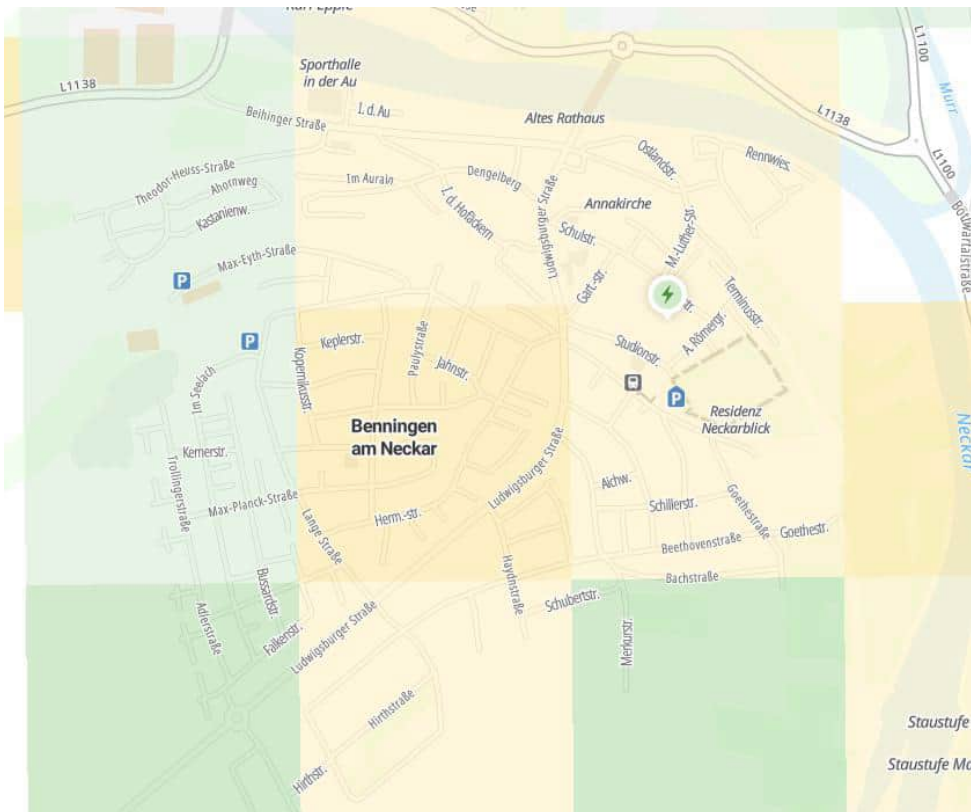 Karl Epple
L1138
Sporthalle
in der Au
I. d. Au
Beihinger Straße
Altes Rathaus
L1138
L1100
Murr
L1100
Bottwartalstraße
Theodor-Heuss-Straße
Ahornweg
Kastanienw.
Im Aurain
Dengelberg
I. d. Hofäckern
Ludwigsburger Straße
Ostlandstr.
Rennwies.
Annakirche
Schulstr.
M.-Luther-Str.
Max-Eyth-Straße
P
Gart.-str.
str.
Terminusstr.
A. Römergr.
Studionstr.
P
Keplerstr.
Paulystraße
Jahnstr.
Kopernikusstr.
Im Seelach
P
Residenz
Neckarblick
Neckar
Benningen
am Neckar
Kernerstr.
Trollingerstraße
Max-Planck-Straße
Herm.-str.
Lange Straße
Ludwigsburger Straße
Aichw.
Schillerstr.
Goethestraße
Goethestr.
Beethovenstraße
Bachstraße
Haydnstraße
Schubertstr.
Merkurstr.
Bussardstr.
Adlerstraße
Falkenstr.
Ludwigsburger Straße
Hirthstraße
Hirthstr.
Staustufe
Staustufe Ma